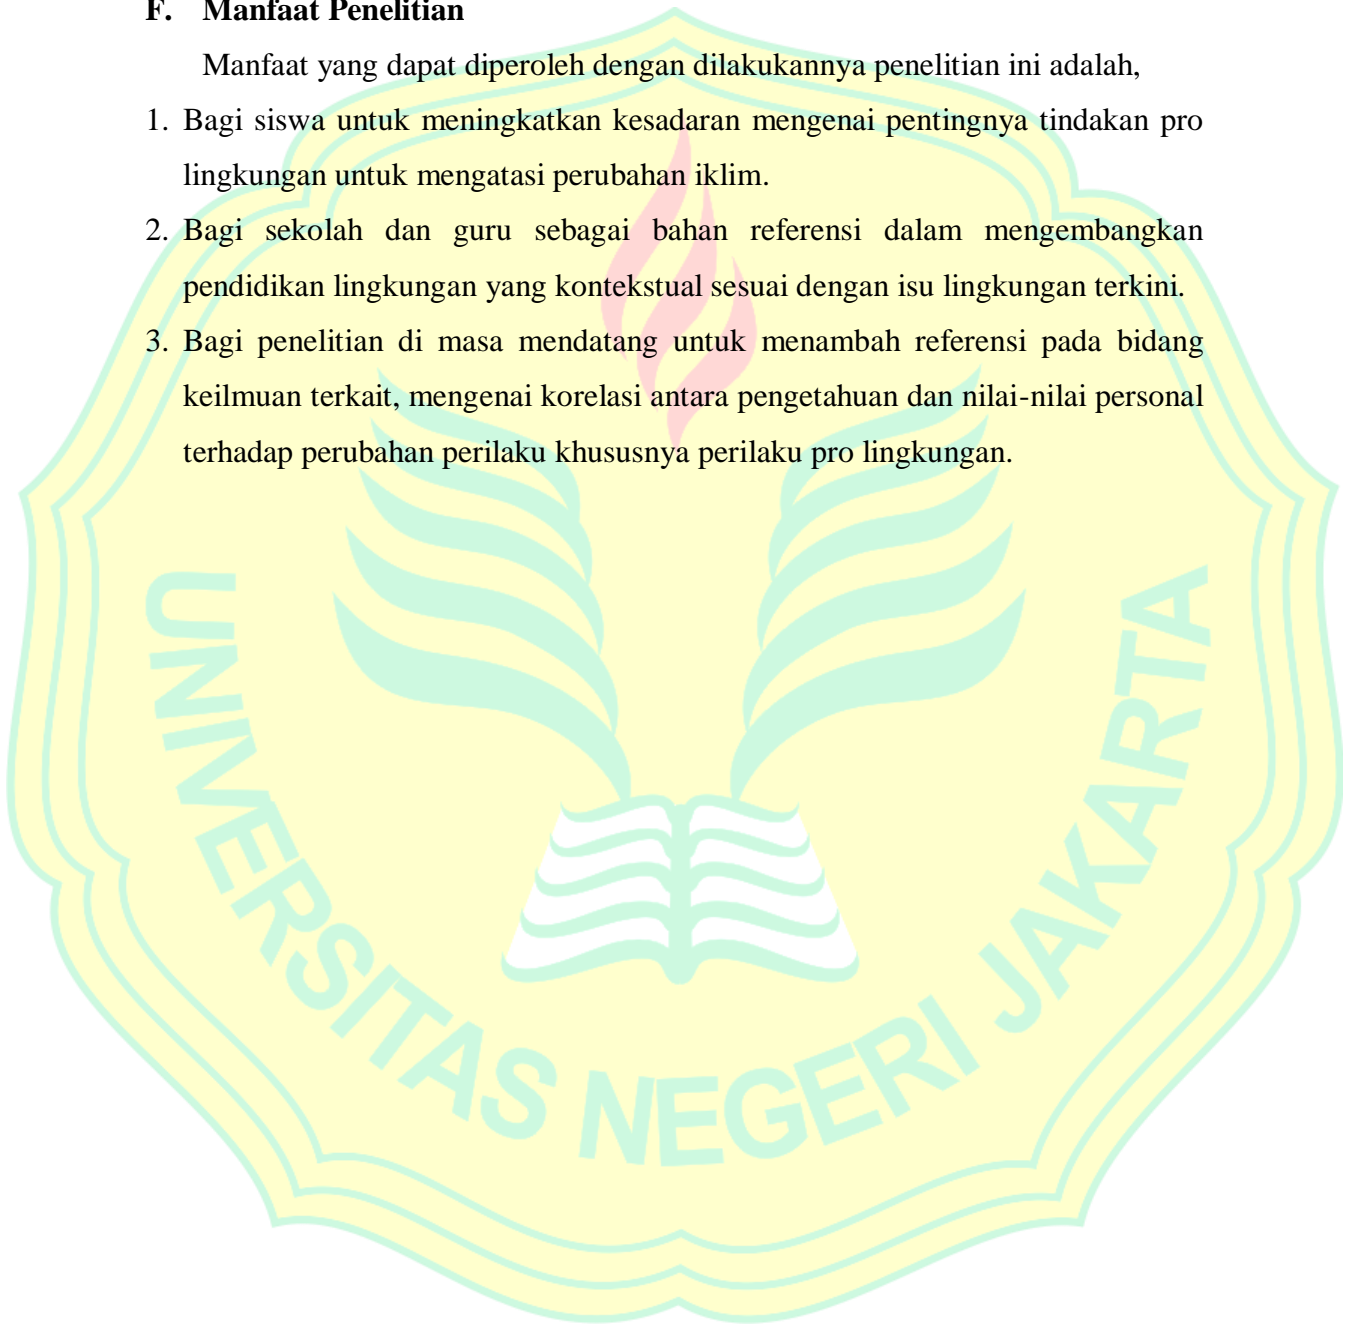 F. Manfaat Penelitian
Manfaat yang dapat diperoleh dengan dilakukannya penelitian ini adalah,
1. Bagi siswa untuk meningkatkan kesadaran mengenai pentingnya tindakan pro
lingkungan untuk mengatasi perubahan iklim.
2. Bagi sekolah dan guru sebagai bahan referensi dalam mengembangkan
pendidikan lingkungan yang kontekstual sesuai dengan isu lingkungan terkini.
3. Bagi penelitian di masa mendatang untuk menambah referensi pada bidang
keilmuan terkait, mengenai korelasi antara pengetahuan dan nilai-nilai personal
terhadap perubahan perilaku khususnya perilaku pro lingkungan.
UNIVERSITAS NEGERI JAKARTA